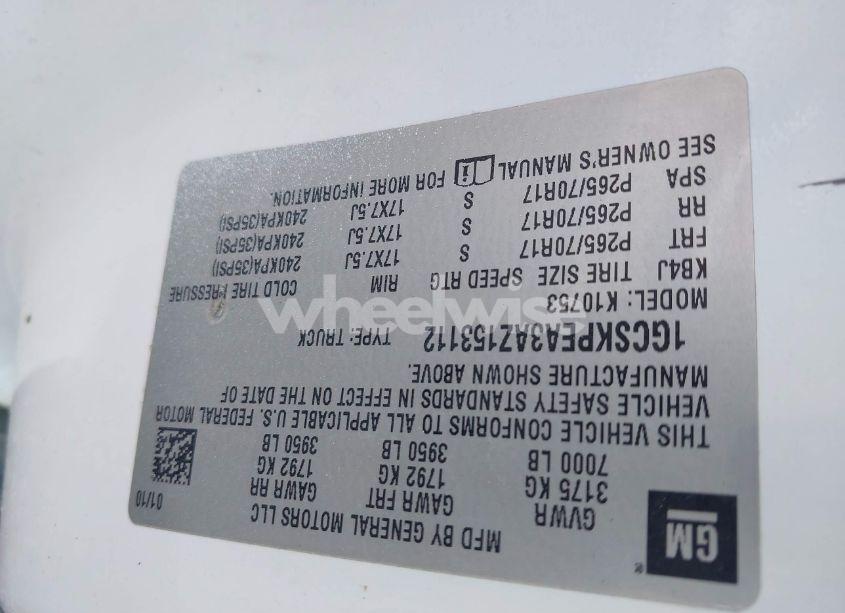 GM ®
MFD BY GENERAL MOTORS LLC 01/10
GVWR GAWR FRT GAWR RR
3175 KG 1792 KG 1792 KG
7000 LB 3950 LB 3950 LB
THIS VEHICLE CONFORMS TO ALL APPLICABLE U.S. FEDERAL MOTOR
VEHICLE SAFETY STANDARDS IN EFFECT ON THE DATE OF
MANUFACTURE SHOWN ABOVE.
1GCSKPEA3AZ153112 TYPE: TRUCK
MODEL: K10753
KB4J TIRE SIZE SPEED RTG RIM COLD TIRE PRESSURE
FRT P265/70R17 S 17X7.5J 240KPA(35PSI)
RR P265/70R17 S 17X7.5J 240KPA(35PSI)
SPA P265/70R17 S 17X7.5J 240KPA(35PSI)
SEE OWNER'S MANUAL FOR MORE INFORMATION.
wheelwise